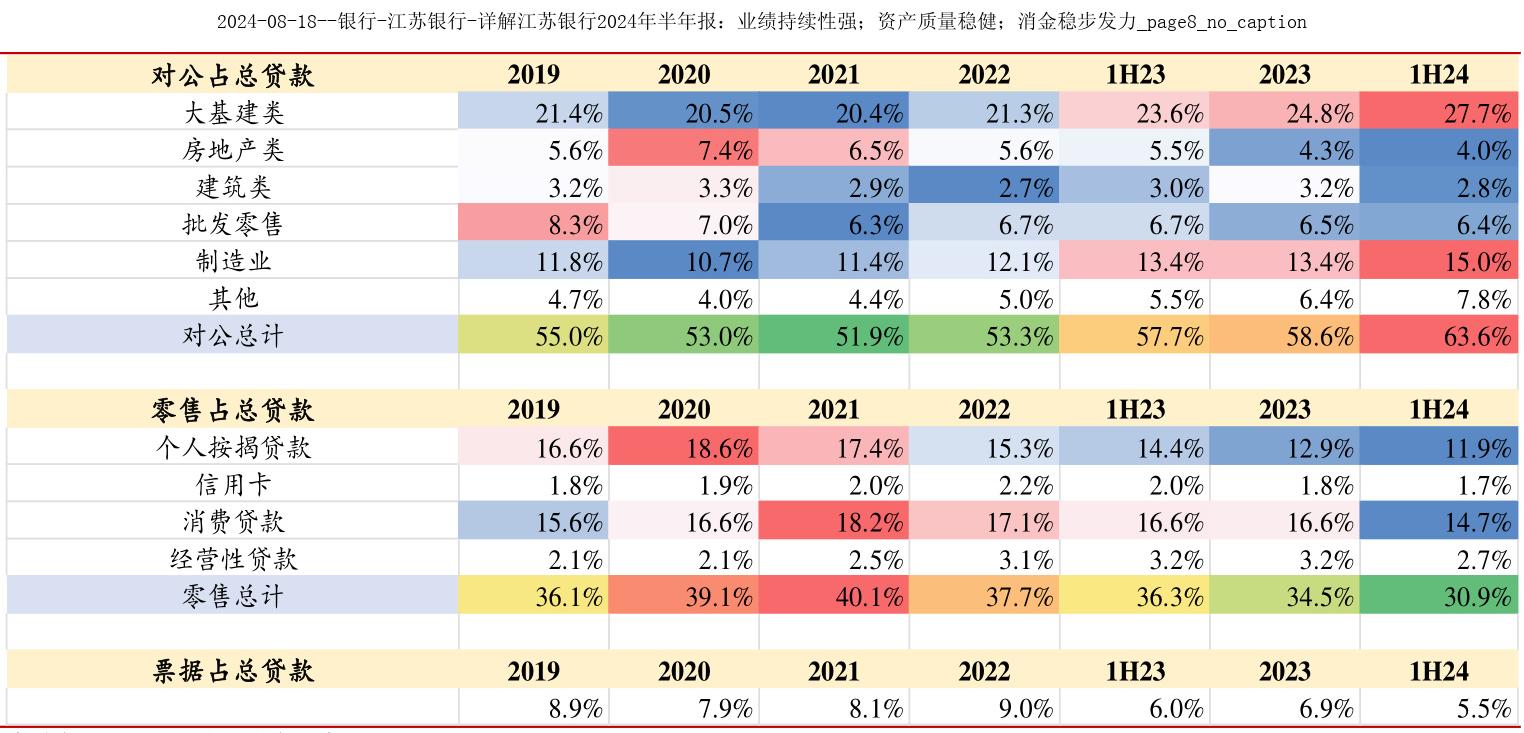 2024-08-18--银行-江苏银行-详解江苏银行2024年半年报：业绩持续性强；资产质量稳健；消金稳步发力_page8_no_caption
对公占总贷款 2019 2020 2021 2022 1H23 2023 1H24
大基建类 21.4% 20.5% 20.4% 21.3% 23.6% 24.8% 27.7%
房地产类 5.6% 7.4% 6.5% 5.6% 5.5% 4.3% 4.0%
建筑类 3.2% 3.3% 2.9% 2.7% 3.0% 3.2% 2.8%
批发零售 8.3% 7.0% 6.3% 6.7% 6.7% 6.5% 6.4%
制造业 11.8% 10.7% 11.4% 12.1% 13.4% 13.4% 15.0%
其他 4.7% 4.0% 4.4% 5.0% 5.5% 6.4% 7.8%
对公总计 55.0% 53.0% 51.9% 53.3% 57.7% 58.6% 63.6%
零售占总贷款 2019 2020 2021 2022 1H23 2023 1H24
个人按揭贷款 16.6% 18.6% 17.4% 15.3% 14.4% 12.9% 11.9%
信用卡 1.8% 1.9% 2.0% 2.2% 2.0% 1.8% 1.7%
消费贷款 15.6% 16.6% 18.2% 17.1% 16.6% 16.6% 14.7%
经营性贷款 2.1% 2.1% 2.5% 3.1% 3.2% 3.2% 2.7%
零售总计 36.1% 39.1% 40.1% 37.7% 36.3% 34.5% 30.9%
票据占总贷款 2019 2020 2021 2022 1H23 2023 1H24
8.9% 7.9% 8.1% 9.0% 6.0% 6.9% 5.5%